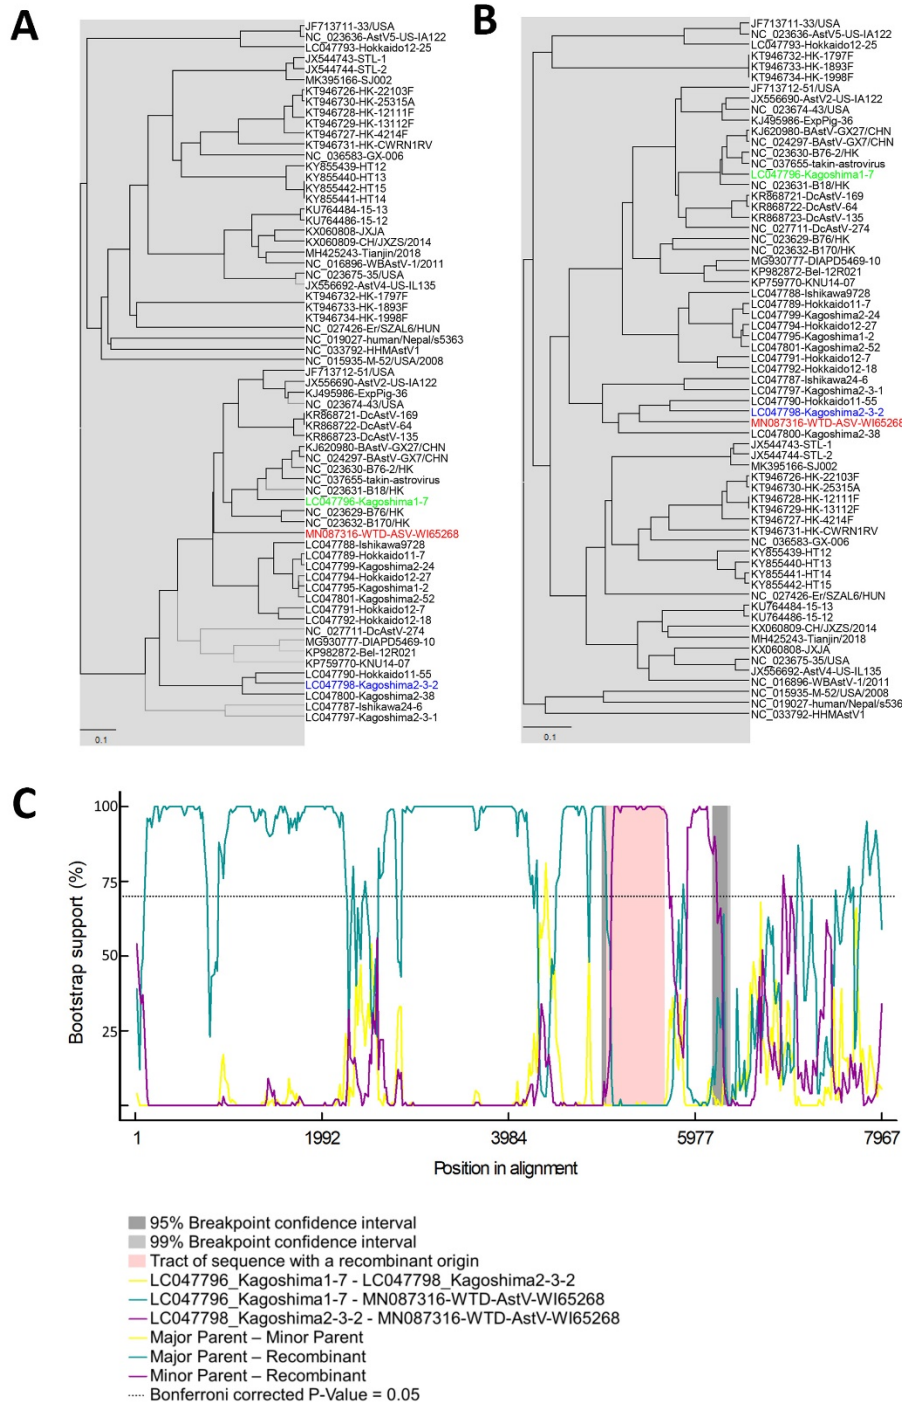 A
JF713711-33/USA
NC_023636-AstV5-US-IA122
LC047793-Hokkaido12-25
JX544743-STL-1
JX544744-STL-2
MK395166-SJ002
KT946726-HK-22103F
KT946730-HK-25315A
KT946728-HK-12111F
KT946729-HK-13112F
KT946727-HK-4214F
KT946731-HK-CWRN1RV
NC_036583-GX-006
KY855439-HT12
KY855440-HT13
KY855442-HT15
KY855441-HT14
KU764484-15-13
KU764486-15-12
KX060808-JXJA
KX060809-CH/JXZS/2014
MH425243-Tianjin/2018
NC_016896-WBAstV-1/2011
NC_023675-35/USA
JX556692-AstV4-US-IL135
KT946732-HK-1797F
KT946733-HK-1893F
KT946734-HK-1998F
NC_027426-Er/SZAL6/HUN
NC_019027-human/Nepal/s5363
NC_033792-HHMAstV1
NC_015935-M-52/USA/2008
JF713712-51/USA
JX556690-AstV2-US-IA122
KJ495986-ExpPig-36
NC_023674-43/USA
KR868721-DcAstV-169
KR868722-DcAstV-64
KR868723-DcAstV-135
KJ620980-BAstV-GX27/CHN
NC_024297-BAstV-GX7/CHN
NC_023630-B76-2/HK
NC_037655-takin-astrovirus
NC_023631-B18/HK
LC047796-Kagoshima1-7
NC_023629-B76/HK
NC_023632-B170/HK
MN087316-WTD-ASV-WI65268
LC047788-Ishikawa9728
LC047789-Hokkaido11-7
LC047799-Kagoshima2-24
LC047794-Hokkaido12-27
LC047795-Kagoshima1-2
LC047801-Kagoshima2-52
LC047791-Hokkaido12-7
LC047792-Hokkaido12-18
NC_027711-DcAstV-274
MG930777-DIAPD5469-10
KP982872-Bel-12R021
KP759770-KNU14-07
LC047790-Hokkaido11-55
LC047798-Kagoshima2-3-2
LC047800-Kagoshima2-38
LC047787-Ishikawa24-6
LC047797-Kagoshima2-3-1
0.1
B
JF713711-33/USA
NC_023636-AstV5-US-IA122
LC047793-Hokkaido12-25
KT946732-HK-1797F
KT946733-HK-1893F
KT946734-HK-1998F
JF713712-51/USA
JX556690-AstV2-US-IA122
NC_023674-43/USA
KJ495986-ExpPig-36
KJ620980-BAstV-GX27/CHN
NC_024297-BAstV-GX7/CHN
NC_023630-B76-2/HK
NC_037655-takin-astrovirus
LC047796-Kagoshima1-7
NC_023631-B18/HK
KR868721-DcAstV-169
KR868722-DcAstV-64
KR868723-DcAstV-135
NC_027711-DcAstV-274
NC_023629-B76/HK
NC_023632-B170/HK
MG930777-DIAPD5469-10
KP982872-Bel-12R021
KP759770-KNU14-07
LC047788-Ishikawa9728
LC047789-Hokkaido11-7
LC047799-Kagoshima2-24
LC047794-Hokkaido12-27
LC047795-Kagoshima1-2
LC047801-Kagoshima2-52
LC047791-Hokkaido12-7
LC047792-Hokkaido12-18
LC047787-Ishikawa24-6
LC047797-Kagoshima2-3-1
LC047790-Hokkaido11-55
LC047798-Kagoshima2-3-2
MN087316-WTD-ASV-WI65268
LC047800-Kagoshima2-38
JX544743-STL-1
JX544744-STL-2
MK395166-SJ002
KT946726-HK-22103F
KT946730-HK-25315A
KT946728-HK-12111F
KT946729-HK-13112F
KT946727-HK-4214F
KT946731-HK-CWRN1RV
NC_036583-GX-006
KY855439-HT12
KY855440-HT13
KY855441-HT14
KY855442-HT15
NC_027426-Er/SZAL6/HUN
KU764484-15-13
KU764486-15-12
KX060809-CH/JXZS/2014
MH425243-Tianjin/2018
KX060808-JXJA
NC_023675-35/USA
JX556692-AstV4-US-IL135
NC_016896-WBAstV-1/2011
NC_015935-M-52/USA/2008
NC_019027-human/Nepal/s536
NC_033792-HHMAstV1
0.1
C
100
75
50
25
Bootstrap support (%)
1 1992 3984 5977 7967
Position in alignment
95% Breakpoint confidence interval
99% Breakpoint confidence interval
Tract of sequence with a recombinant origin
LC047796_Kagoshima1-7 - LC047798_Kagoshima2-3-2
LC047796_Kagoshima1-7 - MN087316-WTD-AstV-WI65268
LC047798_Kagoshima2-3-2 - MN087316-WTD-AstV-WI65268
Major Parent – Minor Parent
Major Parent – Recombinant
Minor Parent – Recombinant
Bonferroni corrected P-Value = 0.05